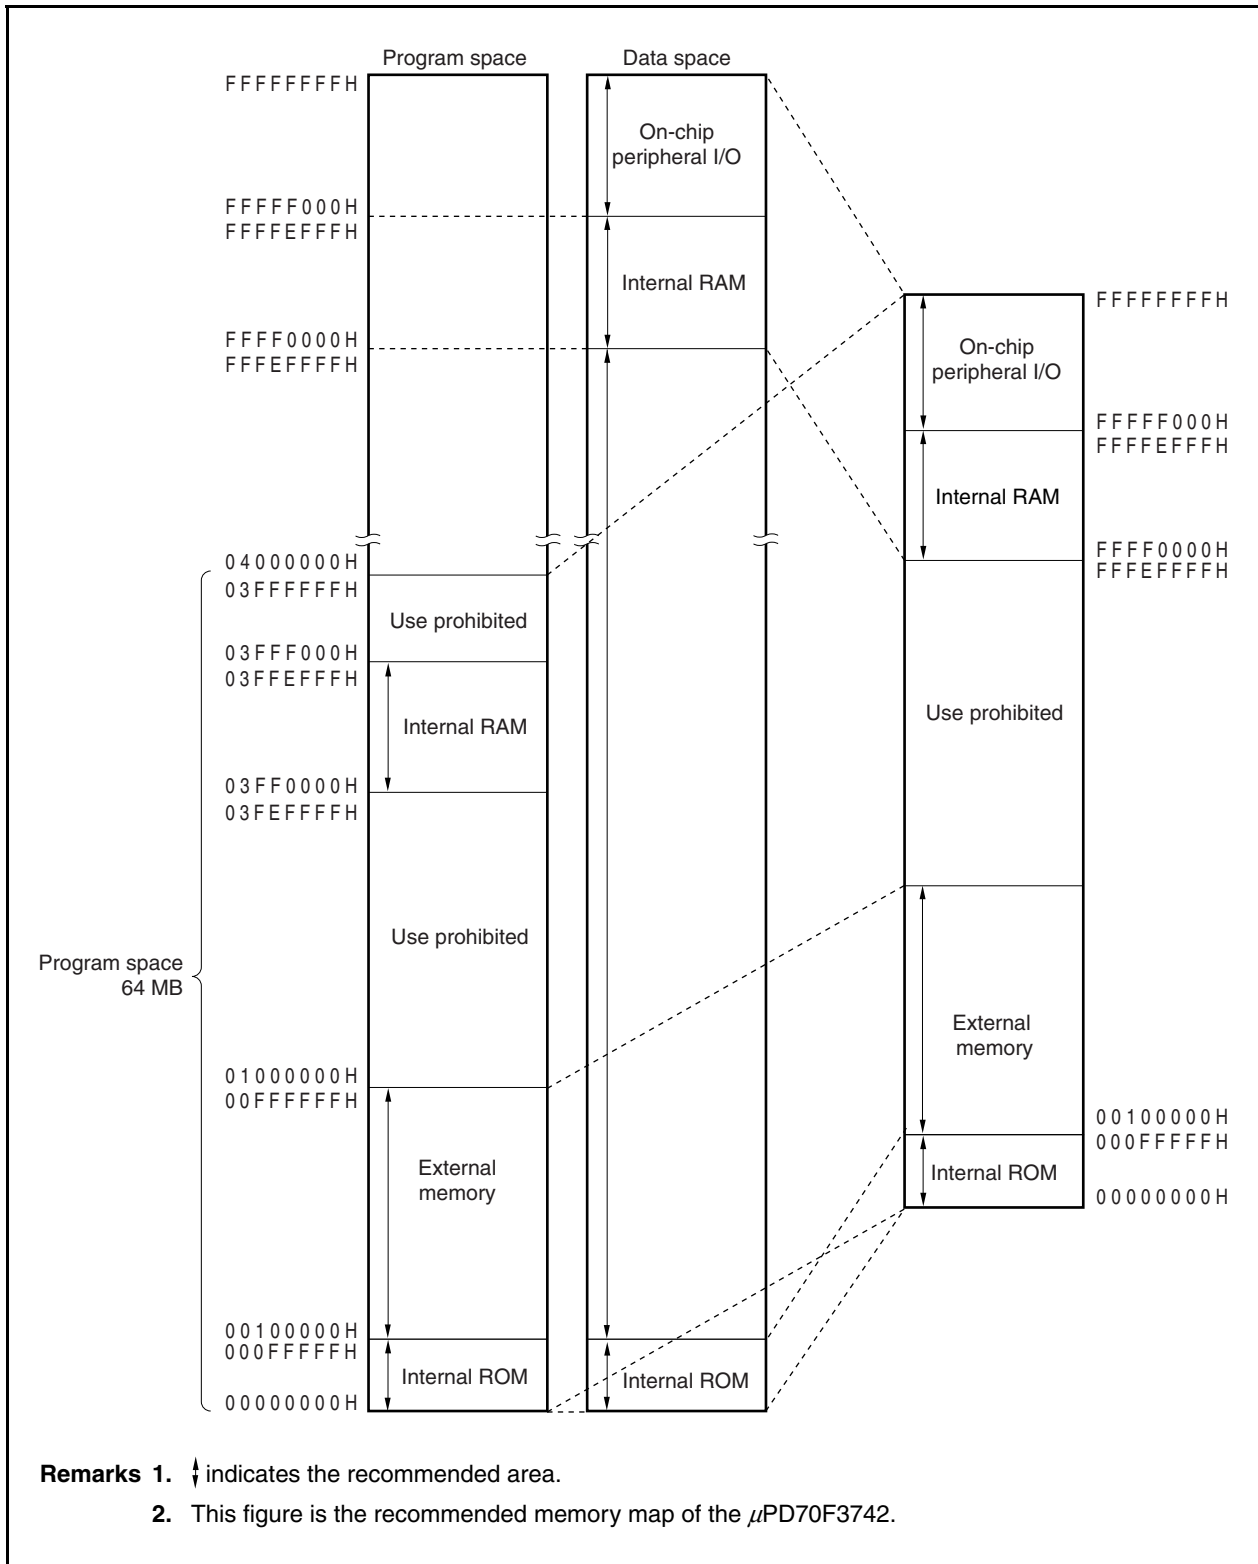 Program space
Data space
FFFFFFFFH
On-chip
peripheral I/O
FFFFF000H
FFFFEFFFH
Internal RAM
FFFF0000H
FFFEFFFFH
04000000H
03FFFFFFH
Use prohibited
03FFF000H
03FFEFFFH
Internal RAM
03FF0000H
03FEFFFFH
Use prohibited
Program space
64 MB
01000000H
00FFFFFFH
External
memory
00100000H
000FFFFFH
Internal ROM
Internal ROM
00000000H
FFFFFFFFH
On-chip
peripheral I/O
FFFFF000H
FFFFEFFFH
Internal RAM
FFFF0000H
FFFEFFFFH
Use prohibited
External
memory
00100000H
000FFFFFH
Internal ROM
00000000H
Remarks 1. indicates the recommended area.
2. This figure is the recommended memory map of the μPD70F3742.